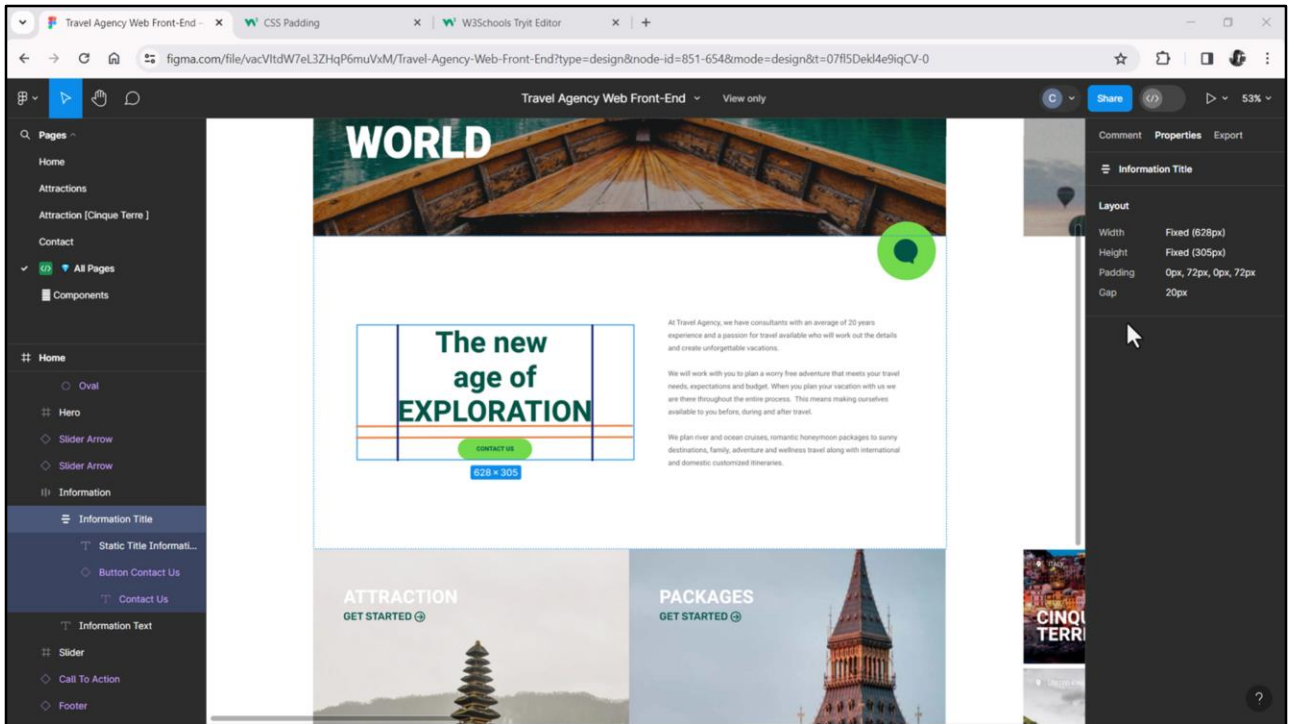 Travel Agency Web Front-End –
CSS Padding
W3Schools Tryit Editor
figma.com/file/vacVItdW7eL3ZHqP6muVxM/Travel-Agency-Web-Front-End?type=design&node-id=851-654&mode=design&t=07fI5Dekl4e9iqCV-0
Travel Agency Web Front-End
View only
C
Share
53%
Pages
Home
Attractions
Attraction [Cinque Terre ]
Contact
All Pages
Components
Home
Oval
Hero
Slider Arrow
Slider Arrow
Information
Information Title
Static Title Informati...
Button Contact Us
Contact Us
Information Text
Slider
Call To Action
Footer
WORLD
The new
age of
EXPLORATION
CONTACT US
628 × 305
At Travel Agency, we have consultants with an average of 20 years
experience and a passion for travel available who will work out the details
and create unforgettable vacations.
We will work with you to plan a worry free adventure that meets your travel
needs, expectations and budget. When you plan your vacation with us we
are there throughout the entire process. This means making ourselves
available to you before, during and after travel.
We plan river and ocean cruises, romantic honeymoon packages to sunny
destinations, family, adventure and wellness travel along with international
and domestic customized itineraries.
ATTRACTION
GET STARTED
PACKAGES
GET STARTED
ITALY
CINQU
TERRE
Comment Properties Export
Information Title
Layout
Width Fixed (628px)
Height Fixed (305px)
Padding 0px, 72px, 0px, 72px
Gap 20px
?